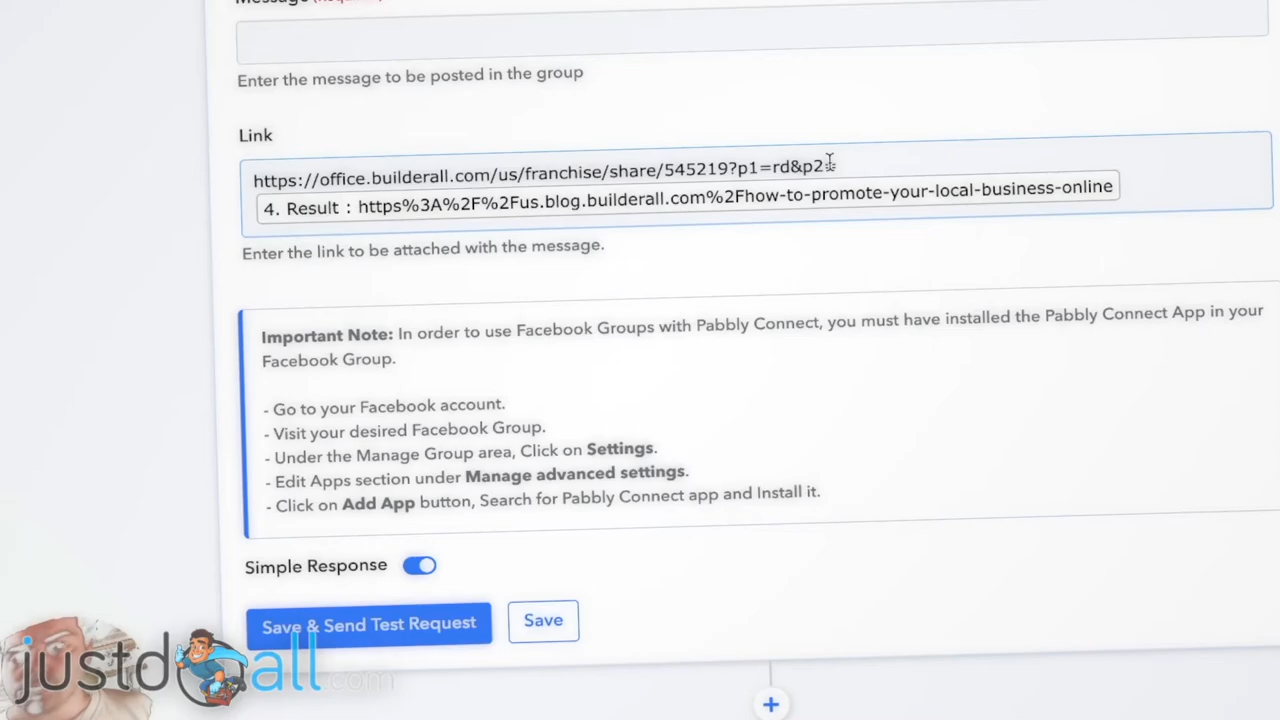 Message
Enter the message to be posted in the group
Link
https://office.builderall.com/us/franchise/share/545219?p1=rd&p2=
4. Result : https%3A%2F%2Fus.blog.builderall.com%2Fhow-to-promote-your-local-business-online
Enter the link to be attached with the message.
Important Note: In order to use Facebook Groups with Pabbly Connect, you must have installed the Pabbly Connect App in your
Facebook Group.
- Go to your Facebook account.
- Visit your desired Facebook Group.
- Under the Manage Group area, Click on Settings.
- Edit Apps section under Manage advanced settings.
- Click on Add App button, Search for Pabbly Connect app and Install it.
Simple Response
Save & Send Test Request
Save
justdoall.com